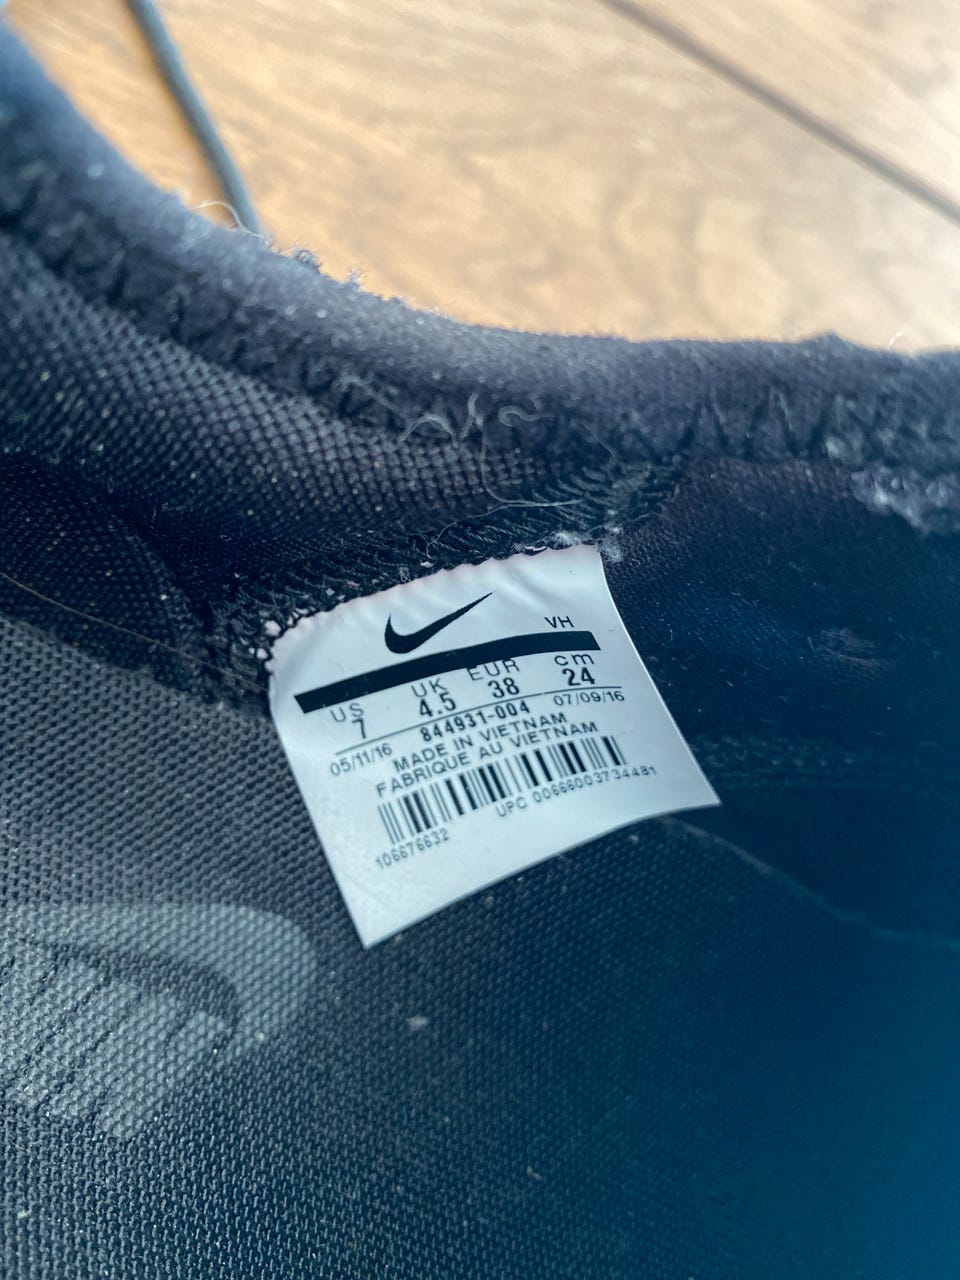 VH
US UK EUR cm
7 4.5 38 24
05/11/16 844931-004 07/09/16
MADE IN VIETNAM
FABRIQUE AU VIETNAM
106676632 UPC 00666003734481